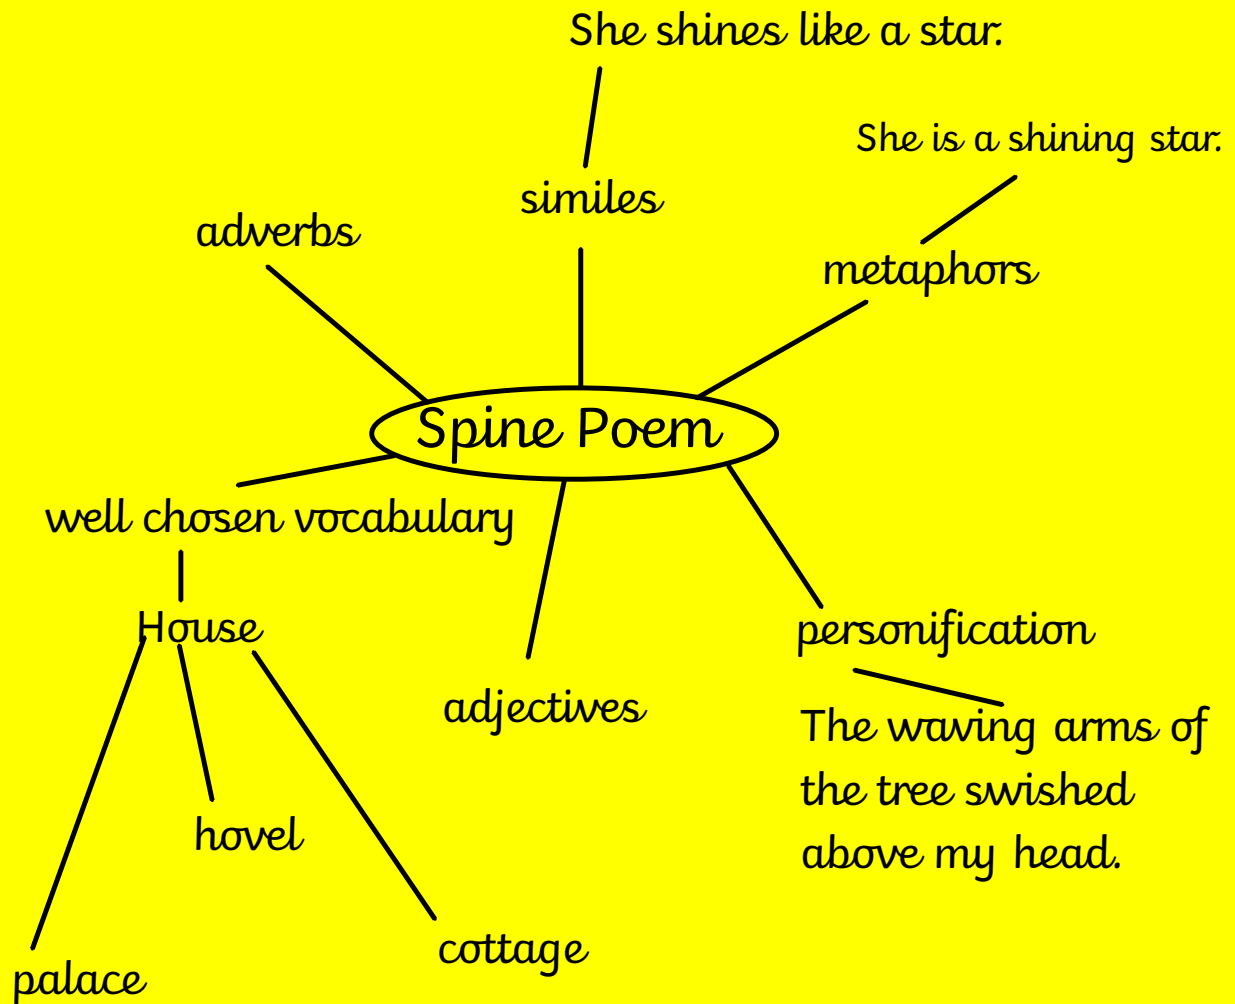 She shines like a star.
She is a shining star.
similes
adverbs
metaphors
Spine Poem
well chosen vocabulary
House
personification
adjectives
The waving arms of
the tree swished
above my head.
hovel
cottage
palace